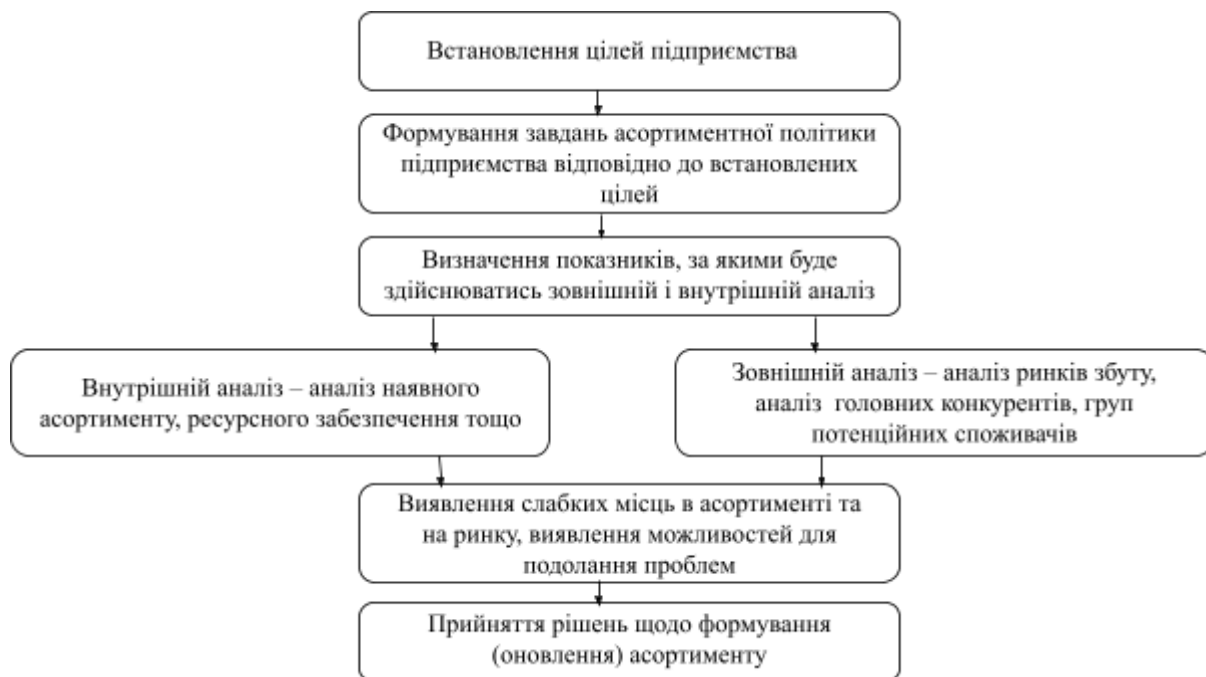 Встановлення цілей підприємства
Формування завдань асортиментної політики
підприємства відповідно до встановлених
цілей
Визначення показників, за якими буде
здійснюватись зовнішній і внутрішній аналіз
Внутрішній аналіз – аналіз наявного
асортименту, ресурсного забезпечення тощо
Зовнішній аналіз – аналіз ринків збуту,
аналіз головних конкурентів, груп
потенційних споживачів
Виявлення слабких місць в асортименті та
на ринку, виявлення можливостей для
подолання проблем
Прийняття рішень щодо формування
(оновлення) асортименту